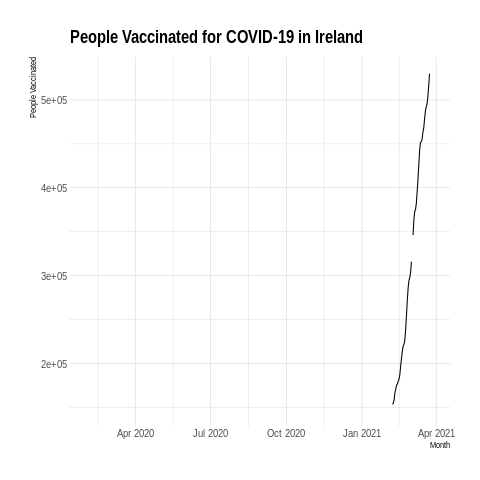 People Vaccinated for COVID-19 in Ireland
People Vaccinated
5e+05
4e+05
3e+05
2e+05
Apr 2020 Jul 2020 Oct 2020 Jan 2021 Apr 2021
Month